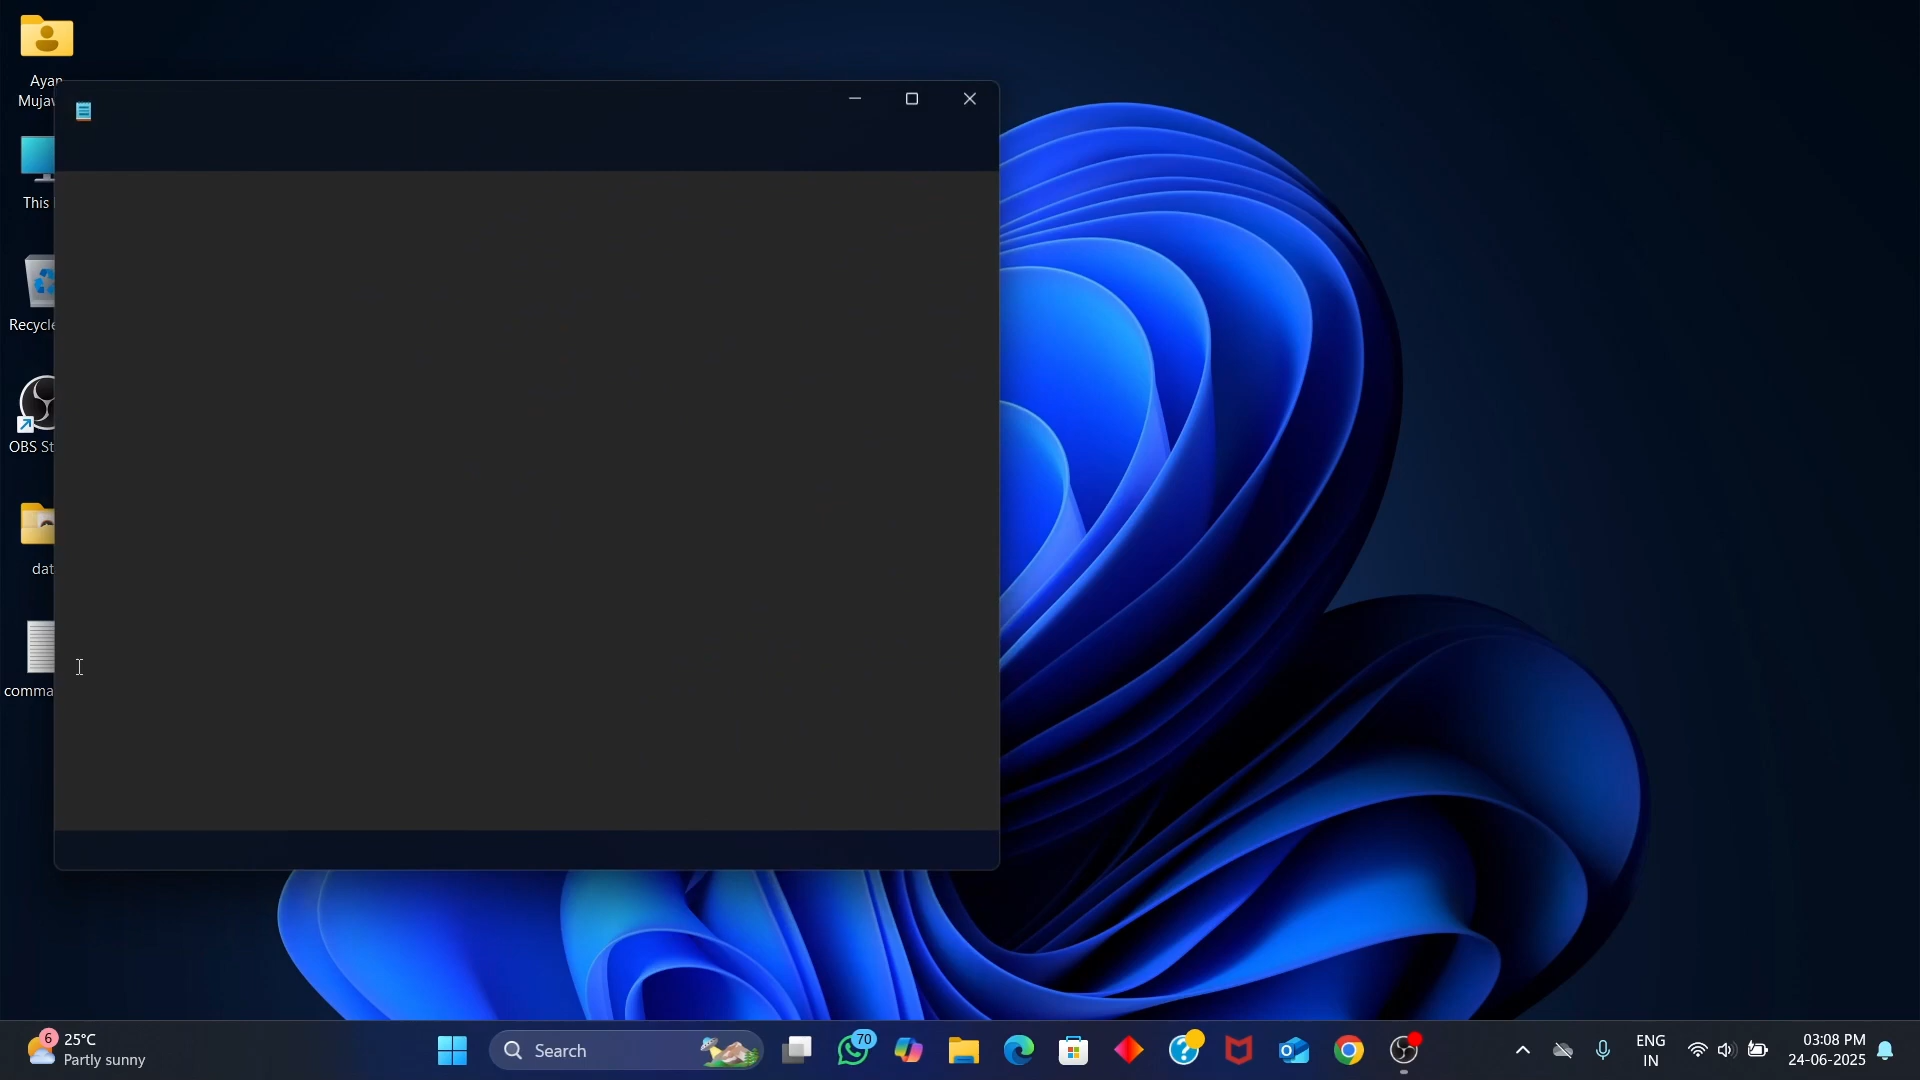 Ayan
Mujaw
This
Recycle
OBS St
dat
comma
6
25°C
Partly sunny
Search
70
ENG
IN
03:08 PM
24-06-2025